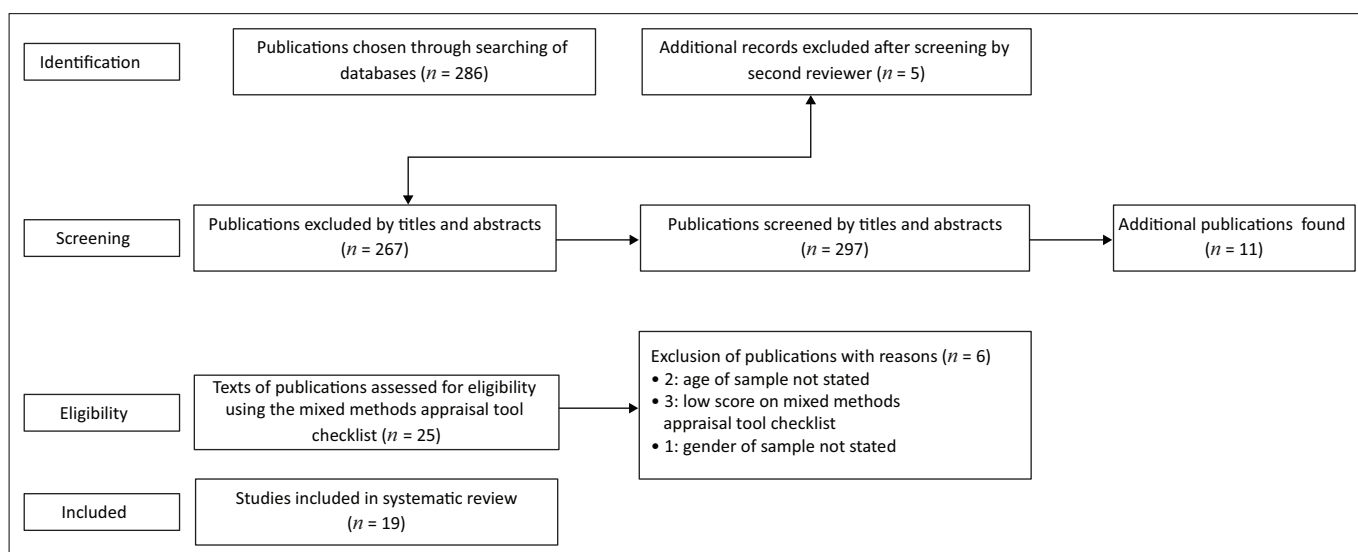 Identification
Publications chosen through searching of
databases (n = 286)
Additional records excluded after screening by
second reviewer (n = 5)
Screening
Publications excluded by titles and abstracts
(n = 267)
Publications screened by titles and abstracts
(n = 297)
Additional publications found
(n = 11)
Eligibility
Texts of publications assessed for eligibility
using the mixed methods appraisal tool
checklist (n = 25)
Exclusion of publications with reasons (n = 6)
• 2: age of sample not stated
• 3: low score on mixed methods
appraisal tool checklist
• 1: gender of sample not stated
Included
Studies included in systematic review
(n = 19)